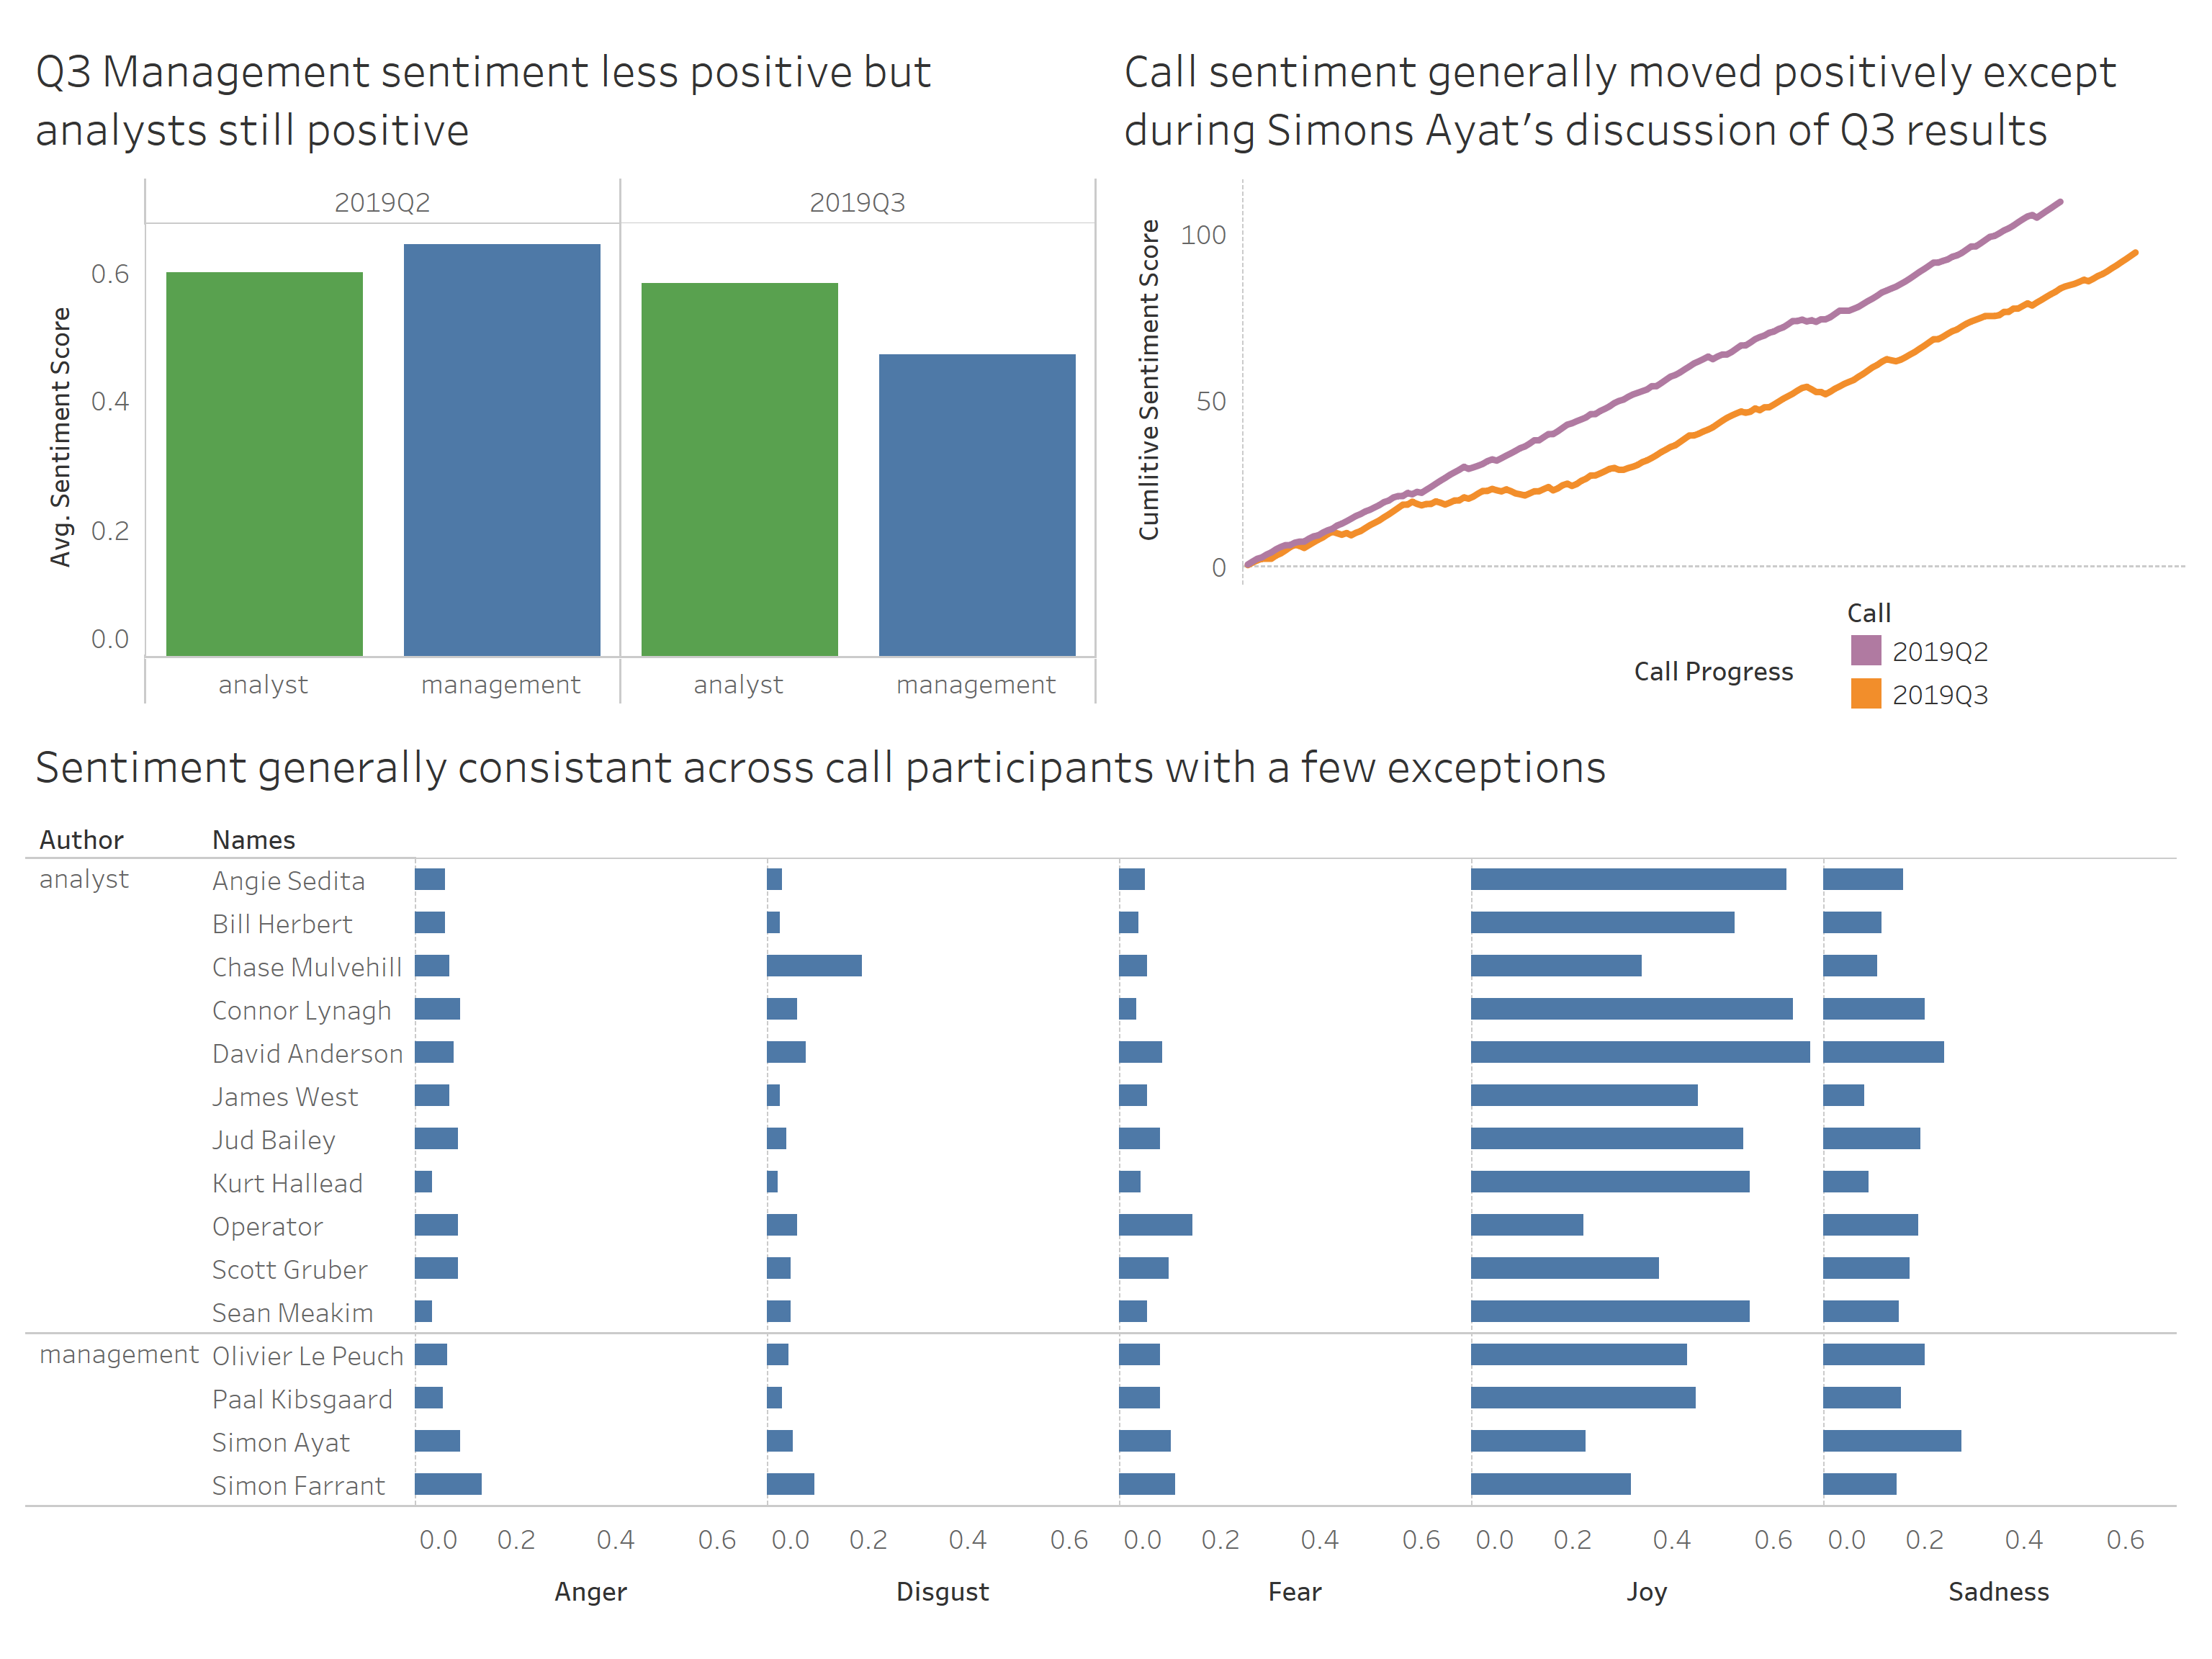 Q3 Management sentiment less positive but
analysts still positive
2019Q2
2019Q3
Avg. Sentiment Score
0.6
0.4
0.2
0.0
analyst
management
analyst
management
Call sentiment generally moved positively except
during Simons Ayat's discussion of Q3 results
Cumlitive Sentiment Score
100
50
0
Call Progress
Call
2019Q2
2019Q3
Sentiment generally consistant across call participants with a few exceptions
Author Names
analyst Angie Sedita
Bill Herbert
Chase Mulvehill
Connor Lynagh
David Anderson
James West
Jud Bailey
Kurt Hallead
Operator
Scott Gruber
Sean Meakim
management Olivier Le Peuch
Paal Kibsgaard
Simon Ayat
Simon Farrant
0.0 0.2 0.4 0.6 0.0 0.2 0.4 0.6 0.0 0.2 0.4 0.6 0.0 0.2 0.4 0.6 0.0 0.2 0.4 0.6
Anger Disgust Fear Joy Sadness